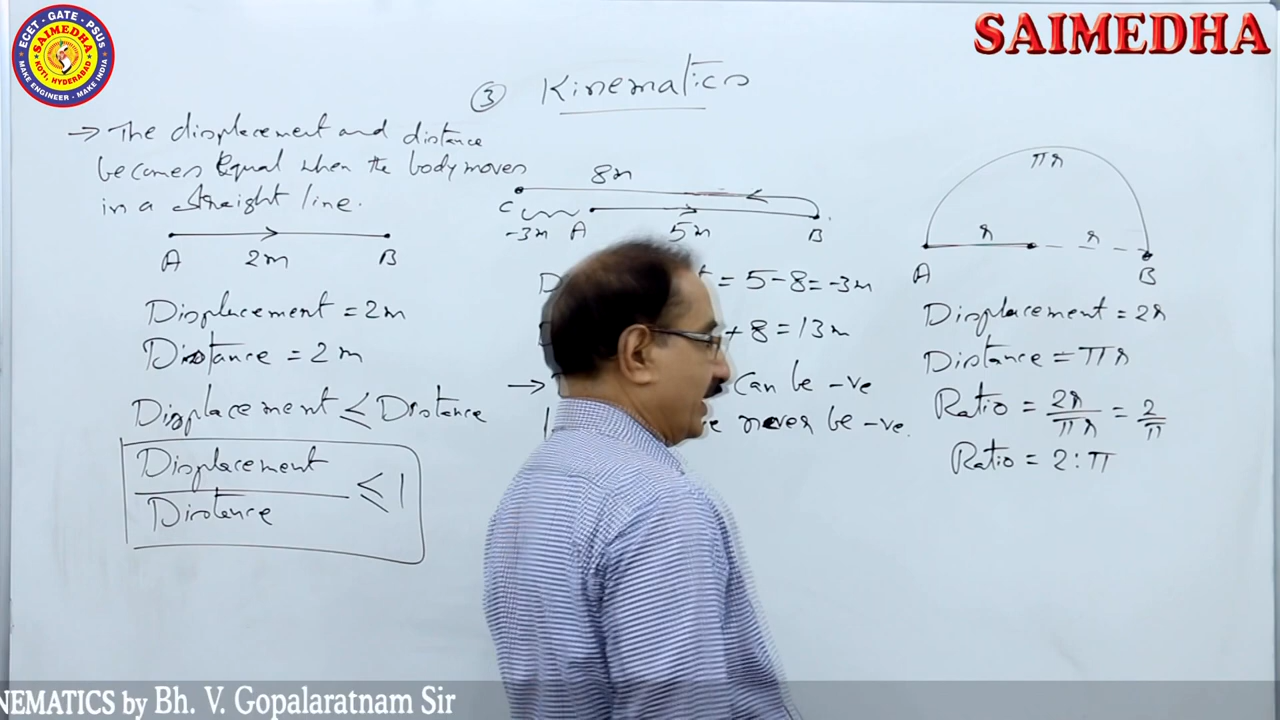 ECET - GATE - PSUS
SAIMEDHA
KOTI, HYDERABAD
MAKE ENGINEER - MAKE INDIA
SAIMEDHA
③ Kinematics
→ The displacement and distance
becomes Equal when the body moves
in a straight line.
A 2m B
Displacement = 2m
Distance = 2m
Displacement ≤ Distance
Displacement
Distance
≤ 1
8m
C
-3m A 5m B
= 5-8 = -3m
+ 8 = 13m
→ can be -ve
never be -ve.
πr
r r
A B
Displacement = 2r
Distance = πr
Ratio = 2r/πr = 2/π
Ratio = 2 : π
NEMATICS by Bh. V. Gopalaratnam Sir